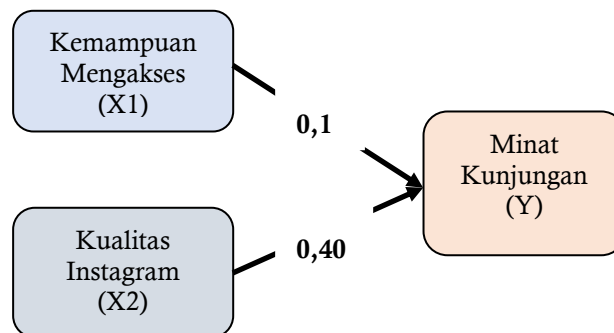 Kemampuan
Mengakses
(X1)
0,1
Minat
Kunjungan
(Y)
Kualitas
Instagram
(X2)
0,40